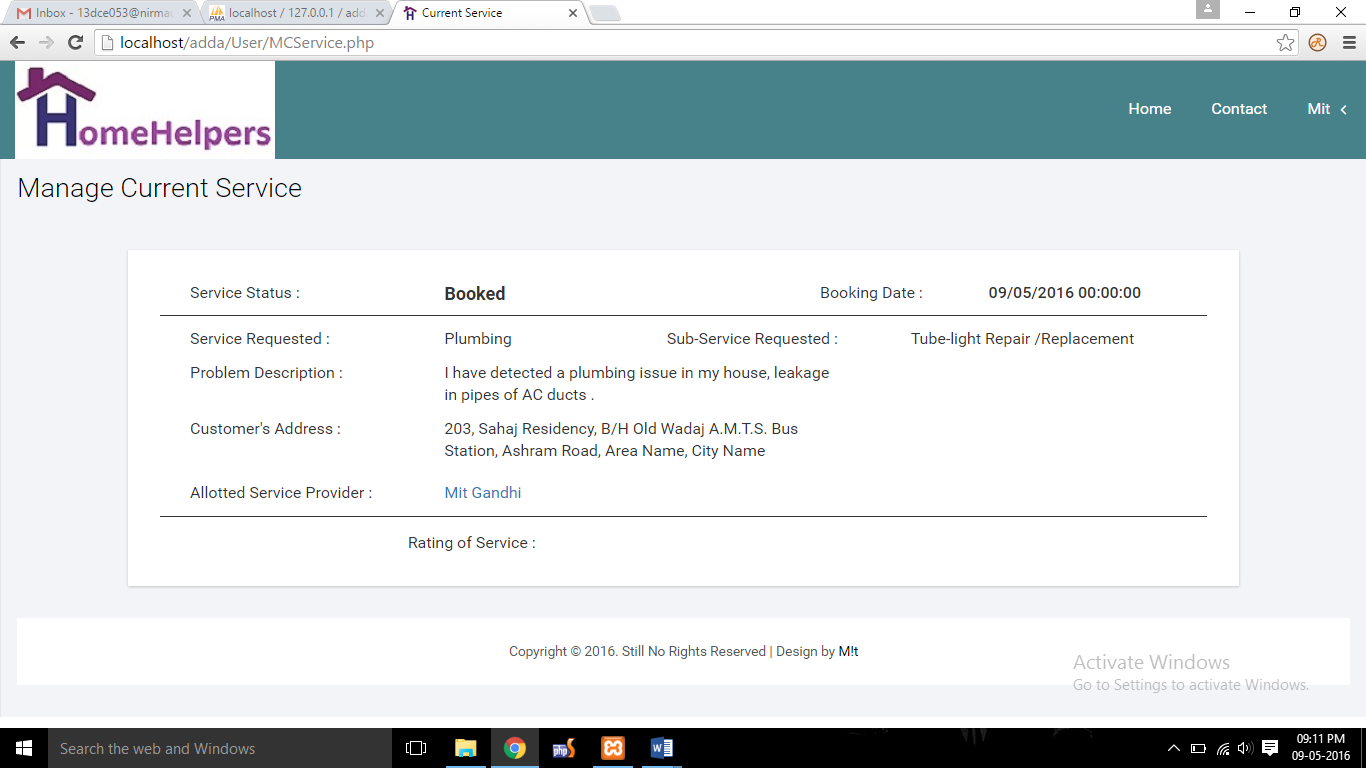 Inbox - 13dce053@nirmau
localhost / 127.0.0.1 / add
Current Service
localhost/adda/User/MCService.php
HomeHelpers
Home
Contact
Mit
Manage Current Service
Service Status : Booked Booking Date : 09/05/2016 00:00:00
Service Requested : Plumbing Sub-Service Requested : Tube-light Repair /Replacement
Problem Description : I have detected a plumbing issue in my house, leakage
in pipes of AC ducts .
Customer's Address : 203, Sahaj Residency, B/H Old Wadaj A.M.T.S. Bus
Station, Ashram Road, Area Name, City Name
Allotted Service Provider : Mit Gandhi
Rating of Service :
Copyright © 2016. Still No Rights Reserved | Design by M!t
Activate Windows
Go to Settings to activate Windows.
Search the web and Windows
09:11 PM
09-05-2016